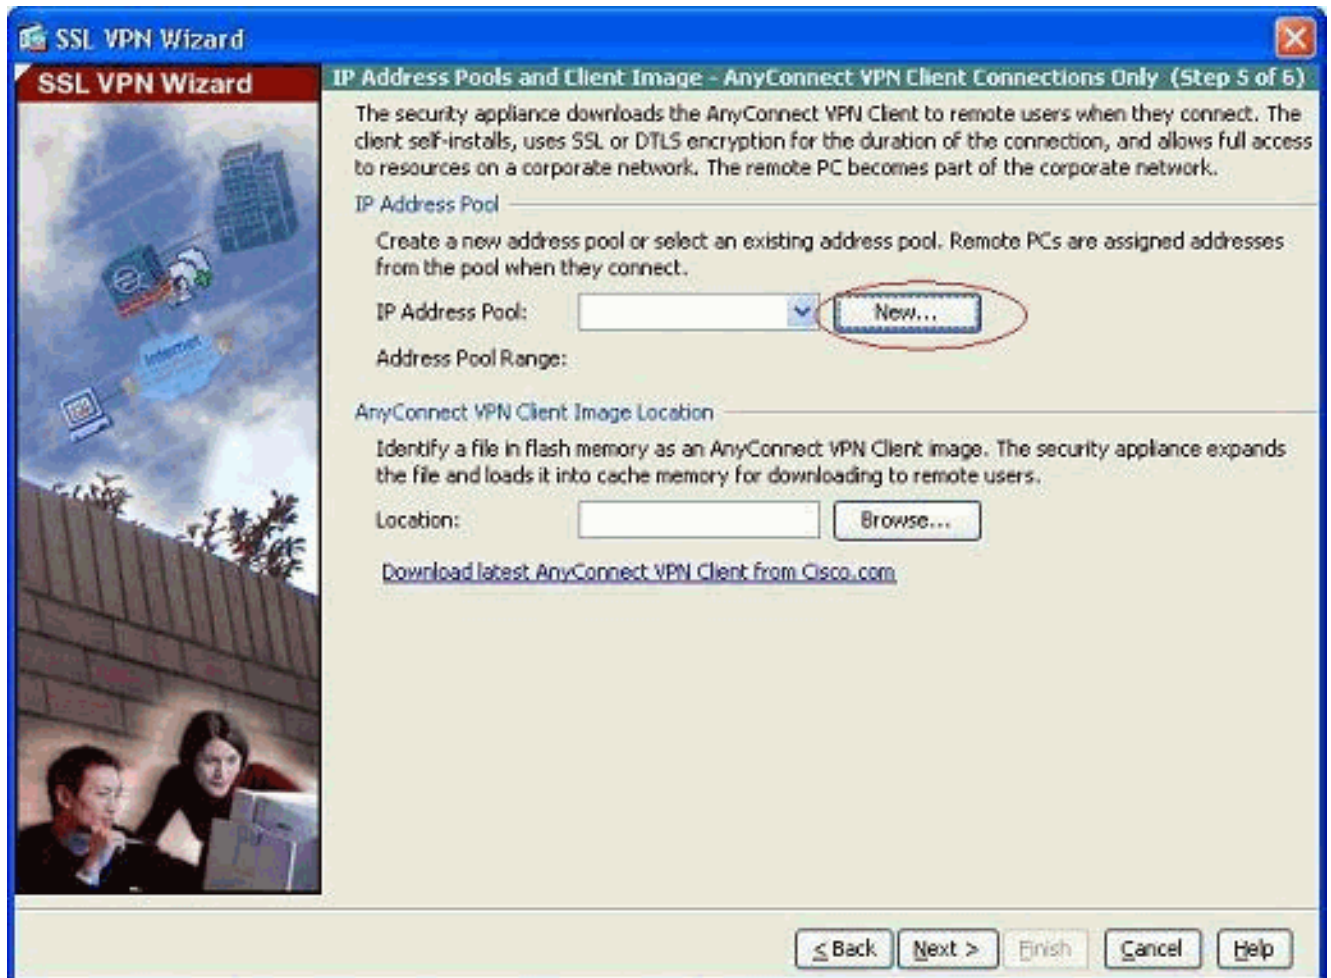 SSL VPN Wizard
SSL VPN Wizard
IP Address Pools and Client Image - AnyConnect VPN Client Connections Only (Step 5 of 6)
The security appliance downloads the AnyConnect VPN Client to remote users when they connect. The
client self-installs, uses SSL or DTLS encryption for the duration of the connection, and allows full access
to resources on a corporate network. The remote PC becomes part of the corporate network.
IP Address Pool
Create a new address pool or select an existing address pool. Remote PCs are assigned addresses
from the pool when they connect.
IP Address Pool:
New...
Address Pool Range:
Internet
AnyConnect VPN Client Image Location
Identify a file in flash memory as an AnyConnect VPN Client image. The security appliance expands
the file and loads it into cache memory for downloading to remote users.
Location:
Browse...
Download latest AnyConnect VPN Client from Cisco.com
< Back
Next >
Finish
Cancel
Help